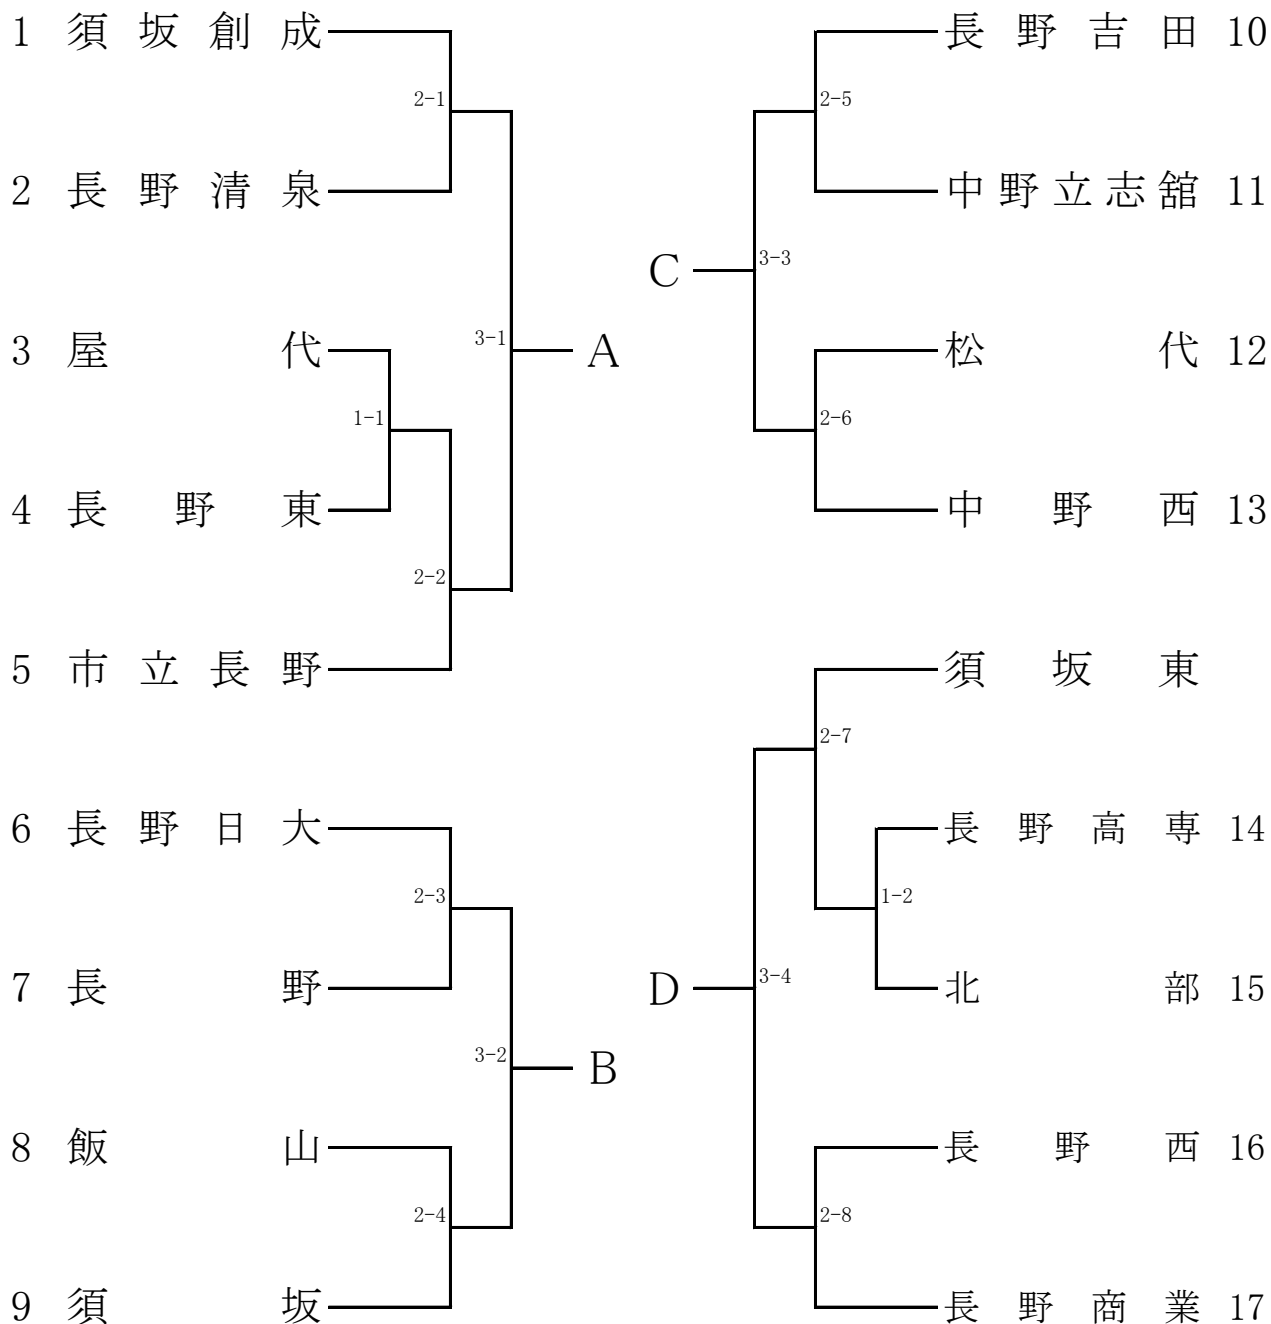 1 須坂創成
2-1
2 長野清泉
3-1
A
3 屋代
1-1
4 長野東
2-2
5 市立長野
6 長野日大
2-3
7 長野
3-2
B
8 飯山
2-4
9 須坂
長野吉田 10
2-5
中野立志舘 11
C
3-3
松代 12
2-6
中野西 13
須坂東
2-7
長野高専 14
1-2
北部 15
D
3-4
長野西 16
2-8
長野商業 17